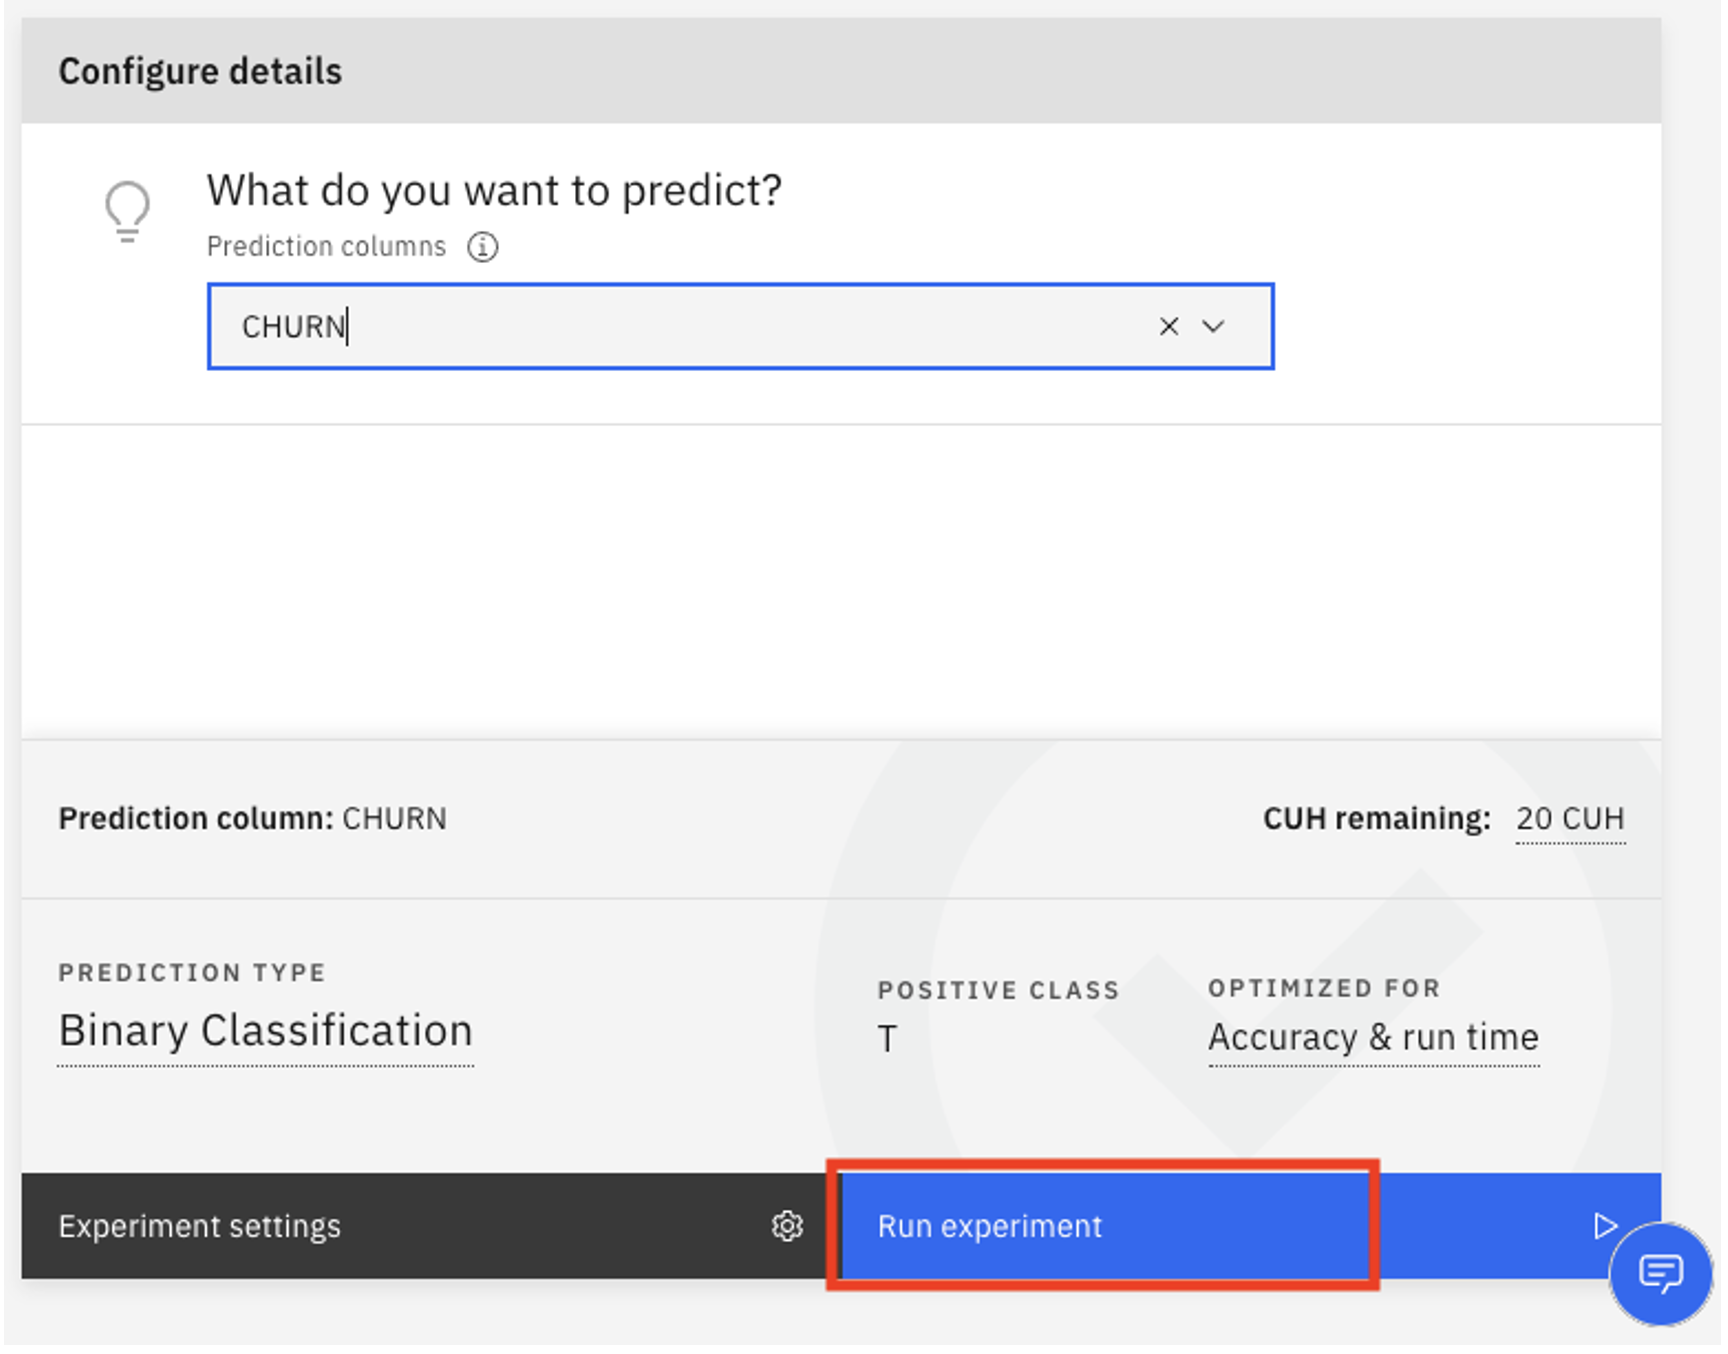 Configure details
What do you want to predict?
Prediction columns
CHURN
Prediction column: CHURN
CUH remaining: 20 CUH
PREDICTION TYPE
Binary Classification
POSITIVE CLASS
T
OPTIMIZED FOR
Accuracy & run time
Experiment settings
Run experiment